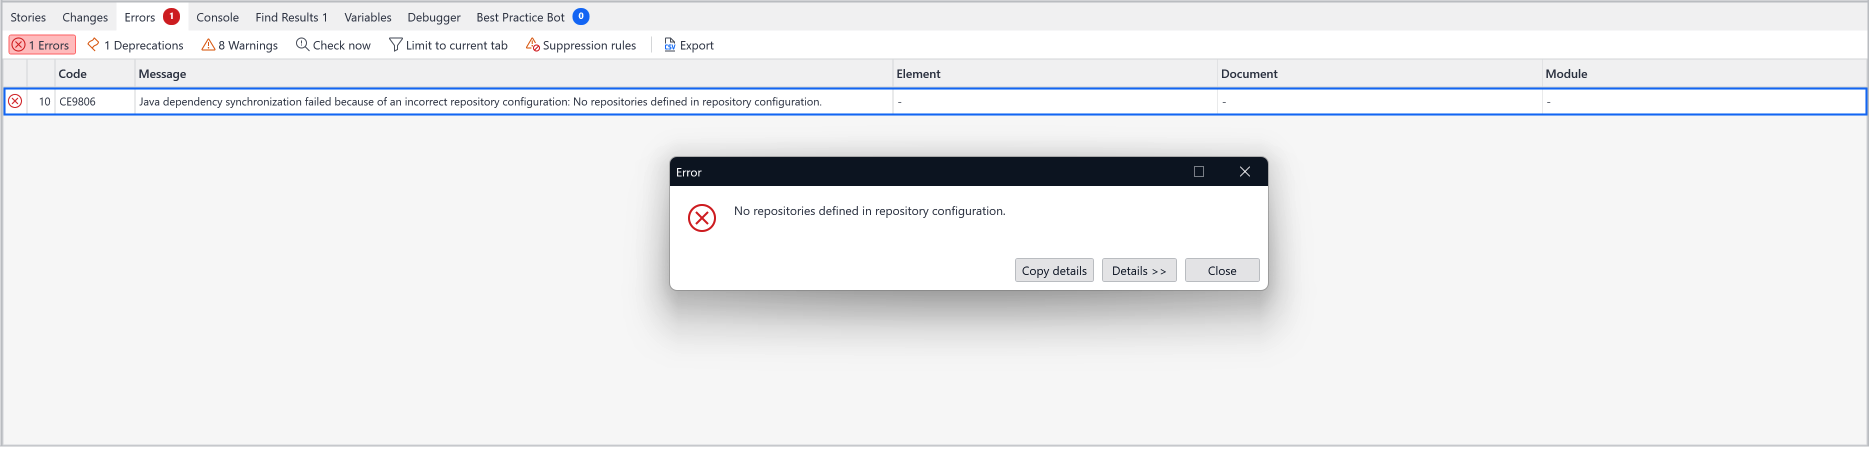 Stories Changes Errors 1 Console Find Results 1 Variables Debugger Best Practice Bot 0
1 Errors 1 Deprecations 8 Warnings Check now Limit to current tab Suppression rules CSV Export
Code Message Element Document Module
10 CE9806 Java dependency synchronization failed because of an incorrect repository configuration: No repositories defined in repository configuration. - - -
Error
No repositories defined in repository configuration.
Copy details Details >> Close